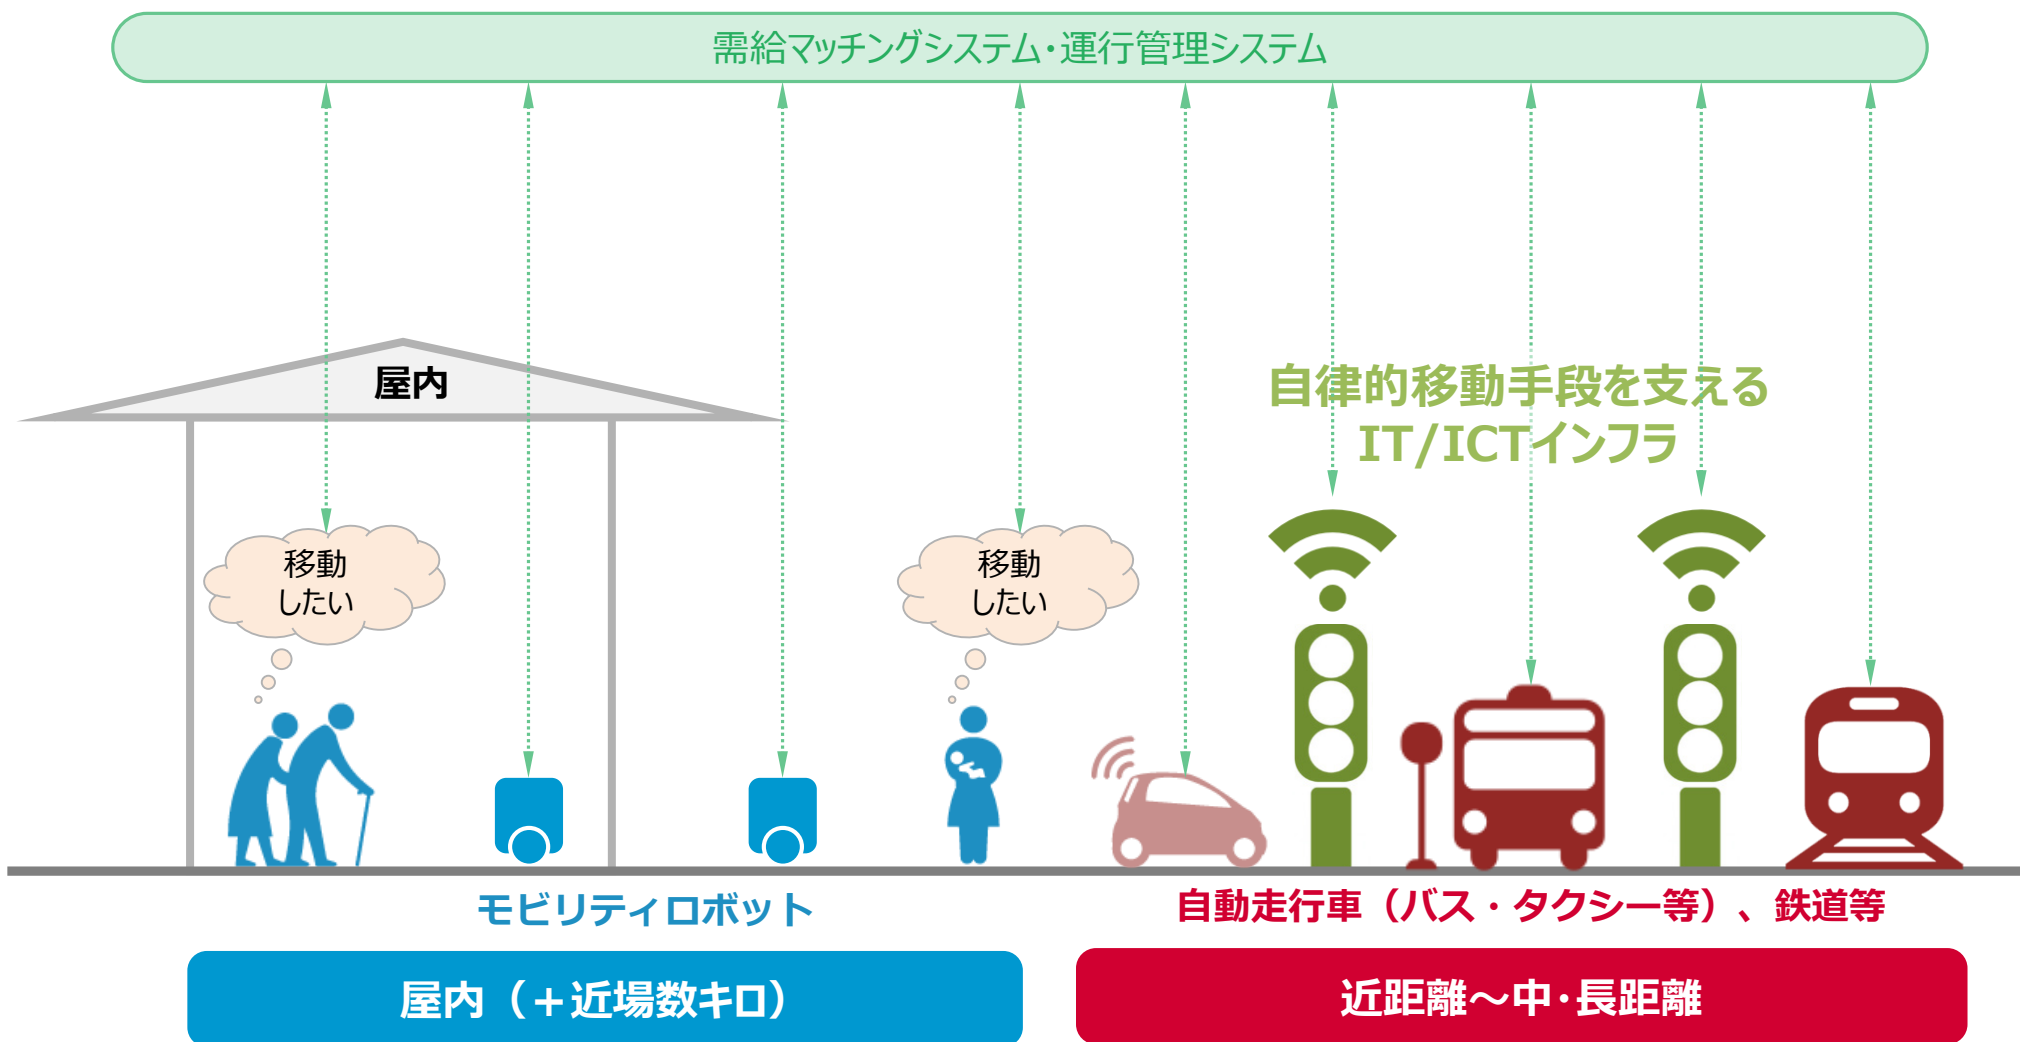 需給マッチングシステム・運行管理システム
屋内
自律的移動手段を支える
IT/ICTインフラ
移動
したい
移動
したい
モビリティロボット
自動走行車（バス・タクシー等）、鉄道等
屋内（＋近場数キロ）
近距離～中・長距離